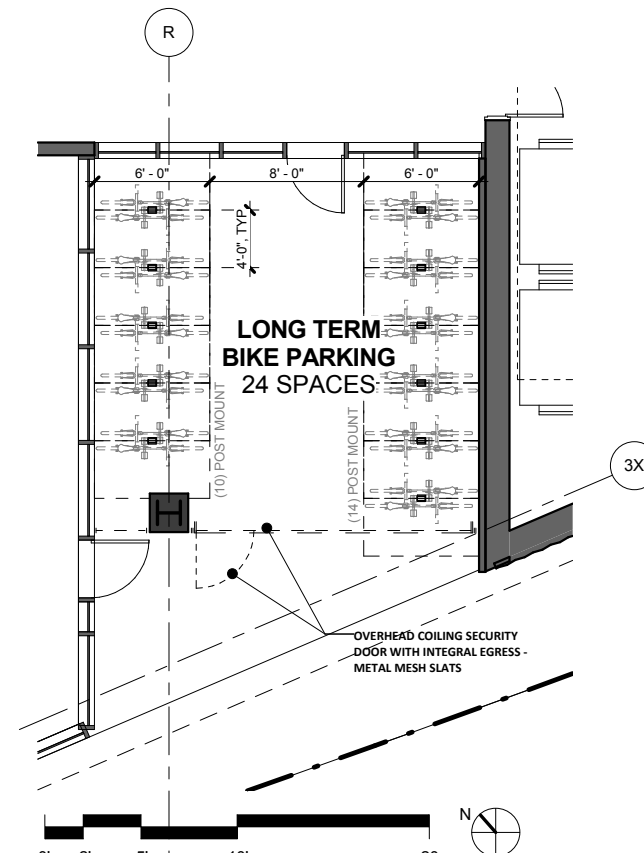 R
6' - 0"
8' - 0"
6' - 0"
4'-0", TYP
LONG TERM
BIKE PARKING
24 SPACES
(10) POST MOUNT
(14) POST MOUNT
3X
OVERHEAD COILING SECURITY
DOOR WITH INTEGRAL EGRESS -
METAL MESH SLATS
N